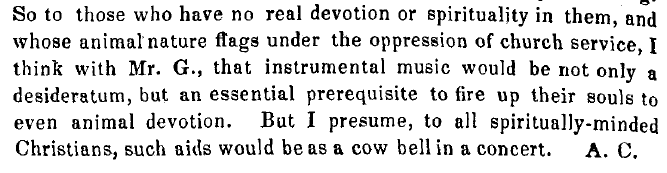 So to those who have no real devotion or spirituality in them, and
whose animal nature flags under the oppression of church service, I
think with Mr. G., that instrumental music would be not only a
desideratum, but an essential prerequisite to fire up their souls to
even animal devotion. But I presume, to all spiritually-minded
Christians, such aids would be as a cow bell in a concert. A. C.